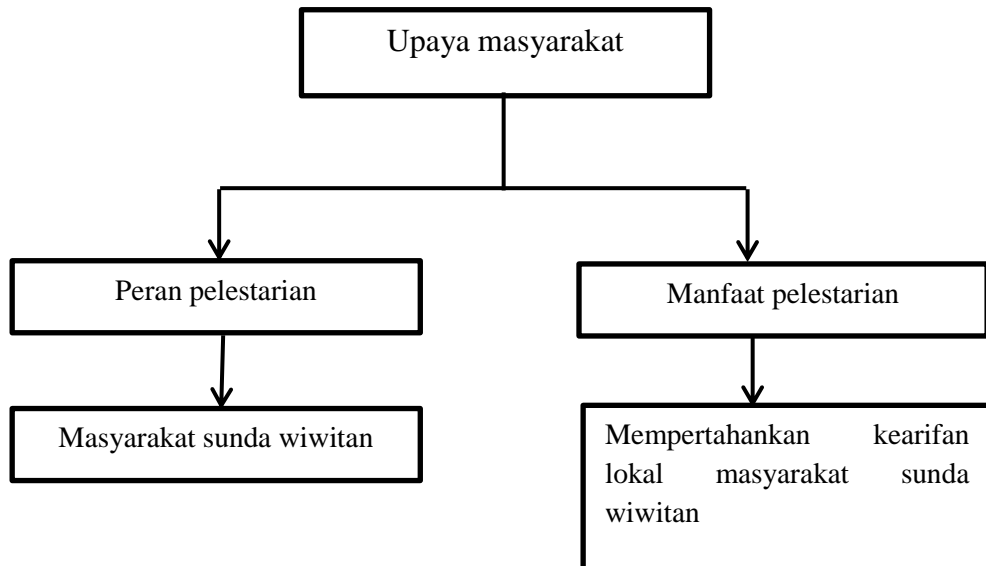 Upaya masyarakat
Peran pelestarian
Manfaat pelestarian
Masyarakat sunda wiwitan
Mempertahankan kearifan
lokal masyarakat sunda
wiwitan